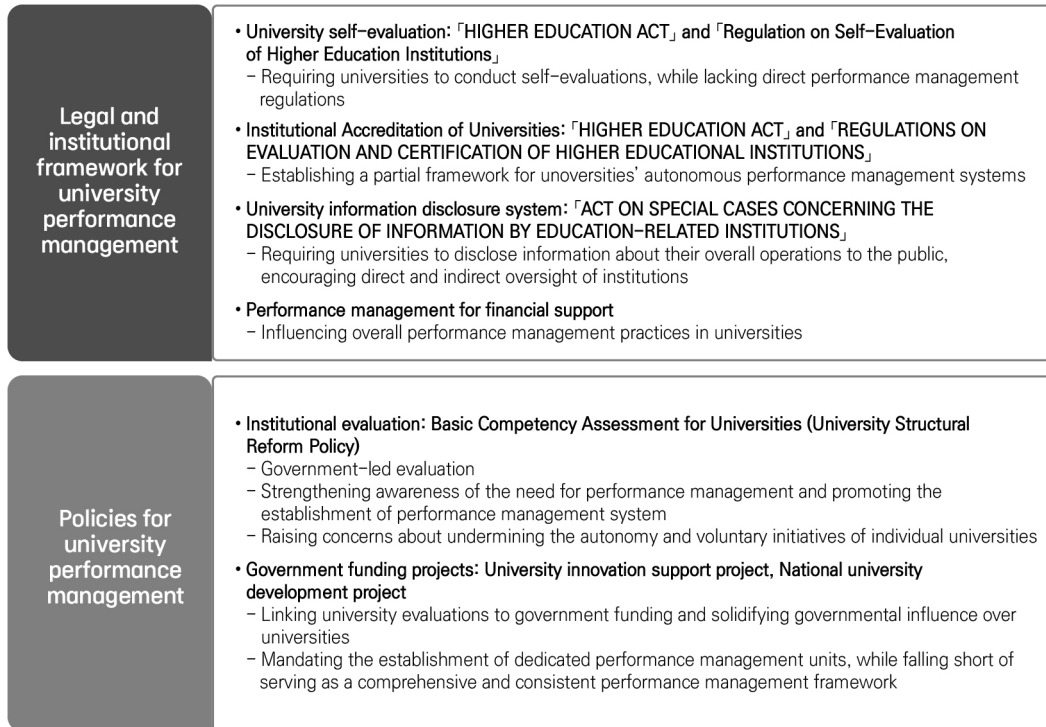 Legal and
institutional
framework for
university
performance
management
• University self-evaluation: 「HIGHER EDUCATION ACT」 and 「Regulation on Self-Evaluation
of Higher Education Institutions」
- Requiring universities to conduct self-evaluations, while lacking direct performance management
regulations
• Institutional Accreditation of Universities: 「HIGHER EDUCATION ACT」 and 「REGULATIONS ON
EVALUATION AND CERTIFICATION OF HIGHER EDUCATIONAL INSTITUTIONS」
- Establishing a partial framework for unoversities' autonomous performance management systems
• University information disclosure system: 「ACT ON SPECIAL CASES CONCERNING THE
DISCLOSURE OF INFORMATION BY EDUCATION-RELATED INSTITUTIONS」
- Requiring universities to disclose information about their overall operations to the public,
encouraging direct and indirect oversight of institutions
• Performance management for financial support
- Influencing overall performance management practices in universities
Policies for
university
performance
management
• Institutional evaluation: Basic Competency Assessment for Universities (University Structural
Reform Policy)
- Government-led evaluation
- Strengthening awareness of the need for performance management and promoting the
establishment of performance management system
- Raising concerns about undermining the autonomy and voluntary initiatives of individual universities
• Government funding projects: University innovation support project, National university
development project
- Linking university evaluations to government funding and solidifying governmental influence over
universities
- Mandating the establishment of dedicated performance management units, while falling short of
serving as a comprehensive and consistent performance management framework